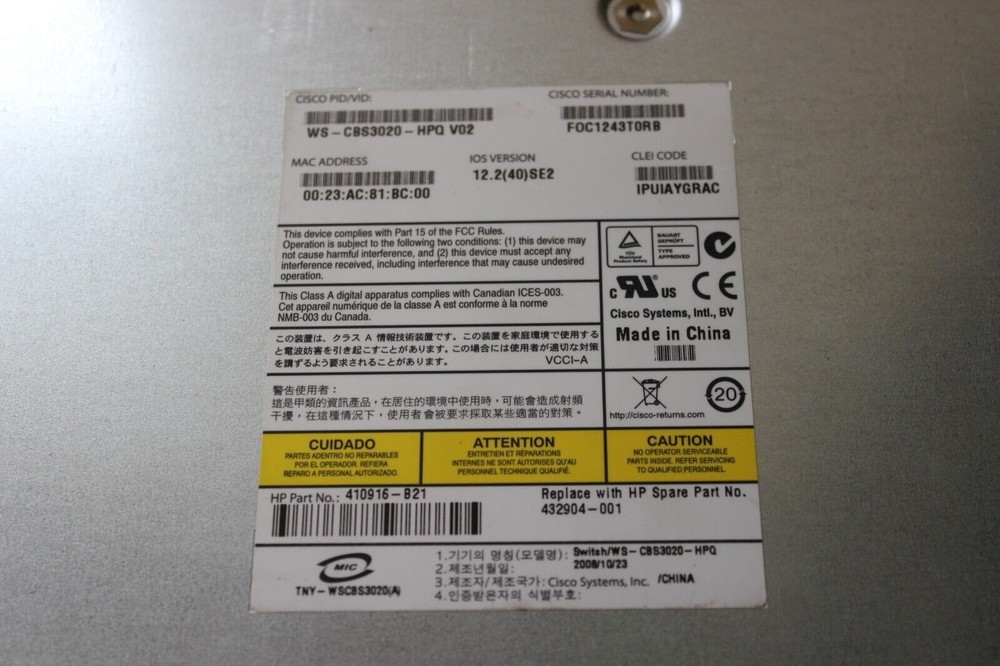 CISCO PID/VID:
WS-CBS3020-HPQ V02
CISCO SERIAL NUMBER:
FOC1243T0RB
MAC ADDRESS
00:23:AC:81:BC:00
IOS VERSION
12.2(40)SE2
CLEI CODE
IPUIAYGRAC
This device complies with Part 15 of the FCC Rules.
Operation is subject to the following two conditions: (1) this device may
not cause harmful interference, and (2) this device must accept any
interference received, including interference that may cause undesired
operation.
This Class A digital apparatus complies with Canadian ICES-003.
Cet appareil numérique de la classe A est conforme à la norme
NMB-003 du Canada.
この装置は、クラス A 情報技術装置です。この装置を家庭環境で使用する
と電波妨害を引き起こすことがあります。この場合には使用者が適切な対策
を講ずるよう要求されることがあります。 VCCI-A
警告使用者：
這是甲類的資訊產品，在居住的環境中使用時，可能會造成射頻
干擾，在這種情況下，使用者會被要求採取某些適當的對策。
TÜV
Rheinland
Product Safety
BAUART
GEPRÜFT
TYPE
APPROVED
C UL US CE
Cisco Systems, Intl., BV
Made in China
http://cisco-returns.com
20
CUIDADO
PARTES ADENTRO NO REPARABLES
POR EL OPERADOR. REFIERA
REPARO A PERSONAL AUTORIZADO.
ATTENTION
ENTRETIEN ET RÉPARATIONS
INTERNES NE SONT AUTORISES QU'AU
PERSONNEL TECHNIQUE QUALIFIÉ.
CAUTION
NO OPERATOR SERVICEABLE
PARTS INSIDE. REFER SERVICING
TO QUALIFIED PERSONNEL.
HP Part No.: 410916-B21
Replace with HP Spare Part No.
432904-001
MIC
TNY-WSCBS3020(A)
1.기기의 명칭(모델명): Switch/WS-CBS3020-HPQ
2.제조년월일: 2008/10/23
3.제조자/제조국가: Cisco Systems, Inc. /CHINA
4.인증받은자의 식별부호: